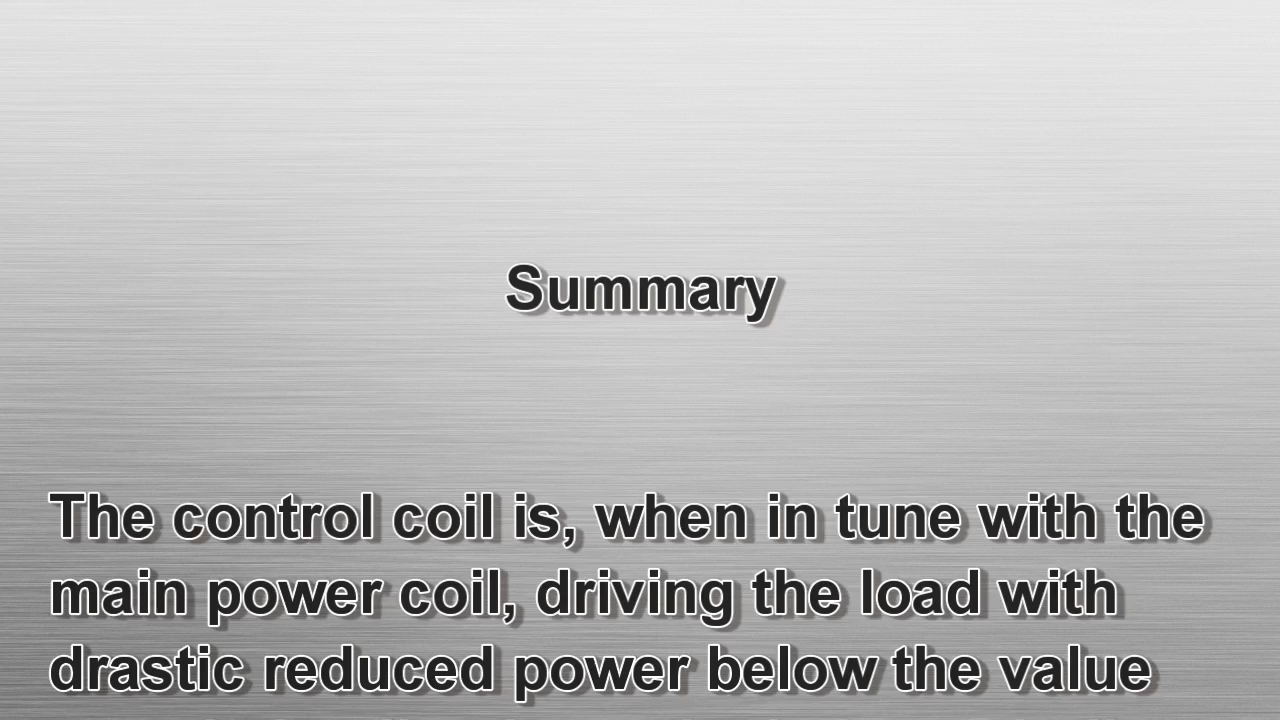 Summary
The control coil is, when in tune with the
main power coil, driving the load with
drastic reduced power below the value